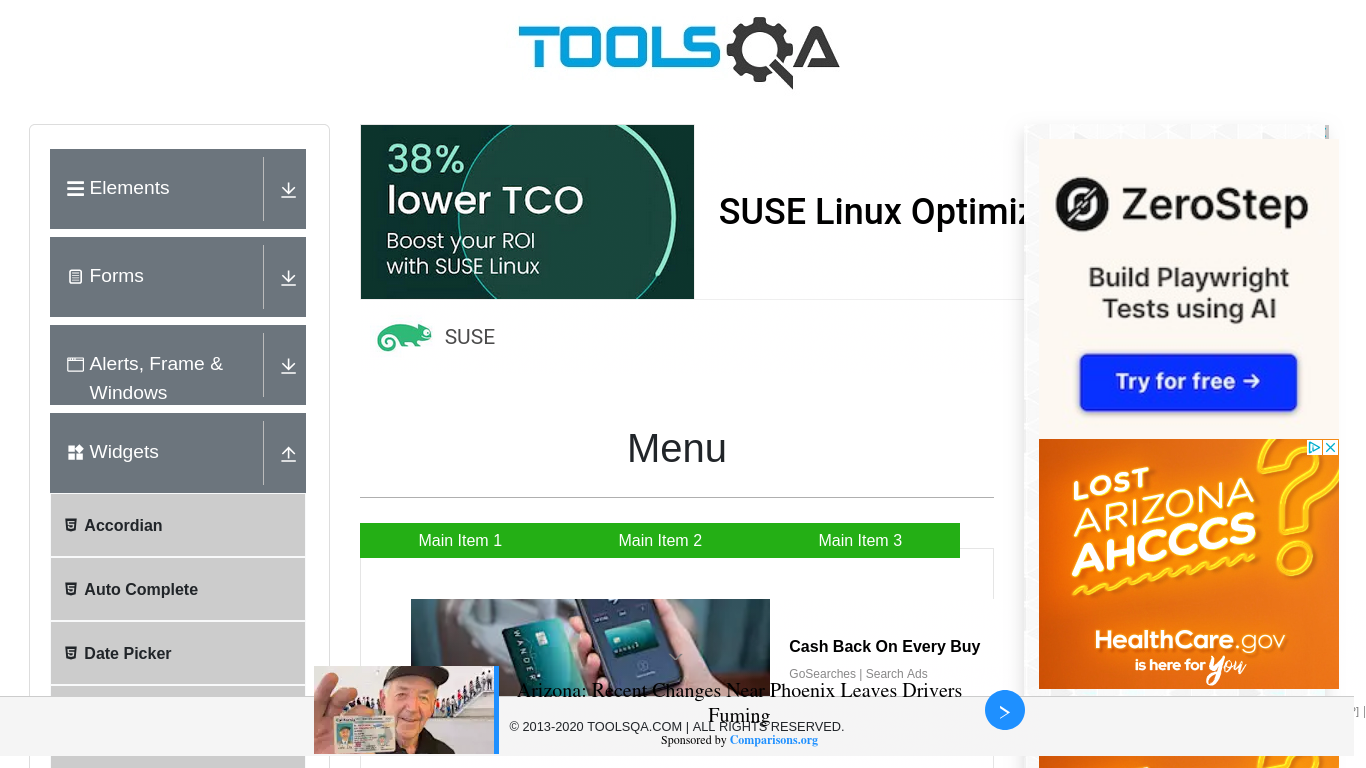 TOOLSQA
Elements
Forms
Alerts, Frame &
Windows
Widgets
Accordian
Auto Complete
Date Picker
38%
lower TCO
Boost your ROI
with SUSE Linux
SUSE Linux Optimiz
SUSE
Menu
Main Item 1
Main Item 2
Main Item 3
Cash Back On Every Buy
GoSearches | Search Ads
Arizona: Recent Changes Near Phoenix Leaves Drivers
Fuming
© 2013-2020 TOOLSQA.COM | ALL RIGHTS RESERVED.
Sponsored by Comparisons.org
ZeroStep
Build Playwright
Tests using AI
Try for free →
LOST
ARIZONA
AHCCCS
?
HealthCare.gov
is here for You